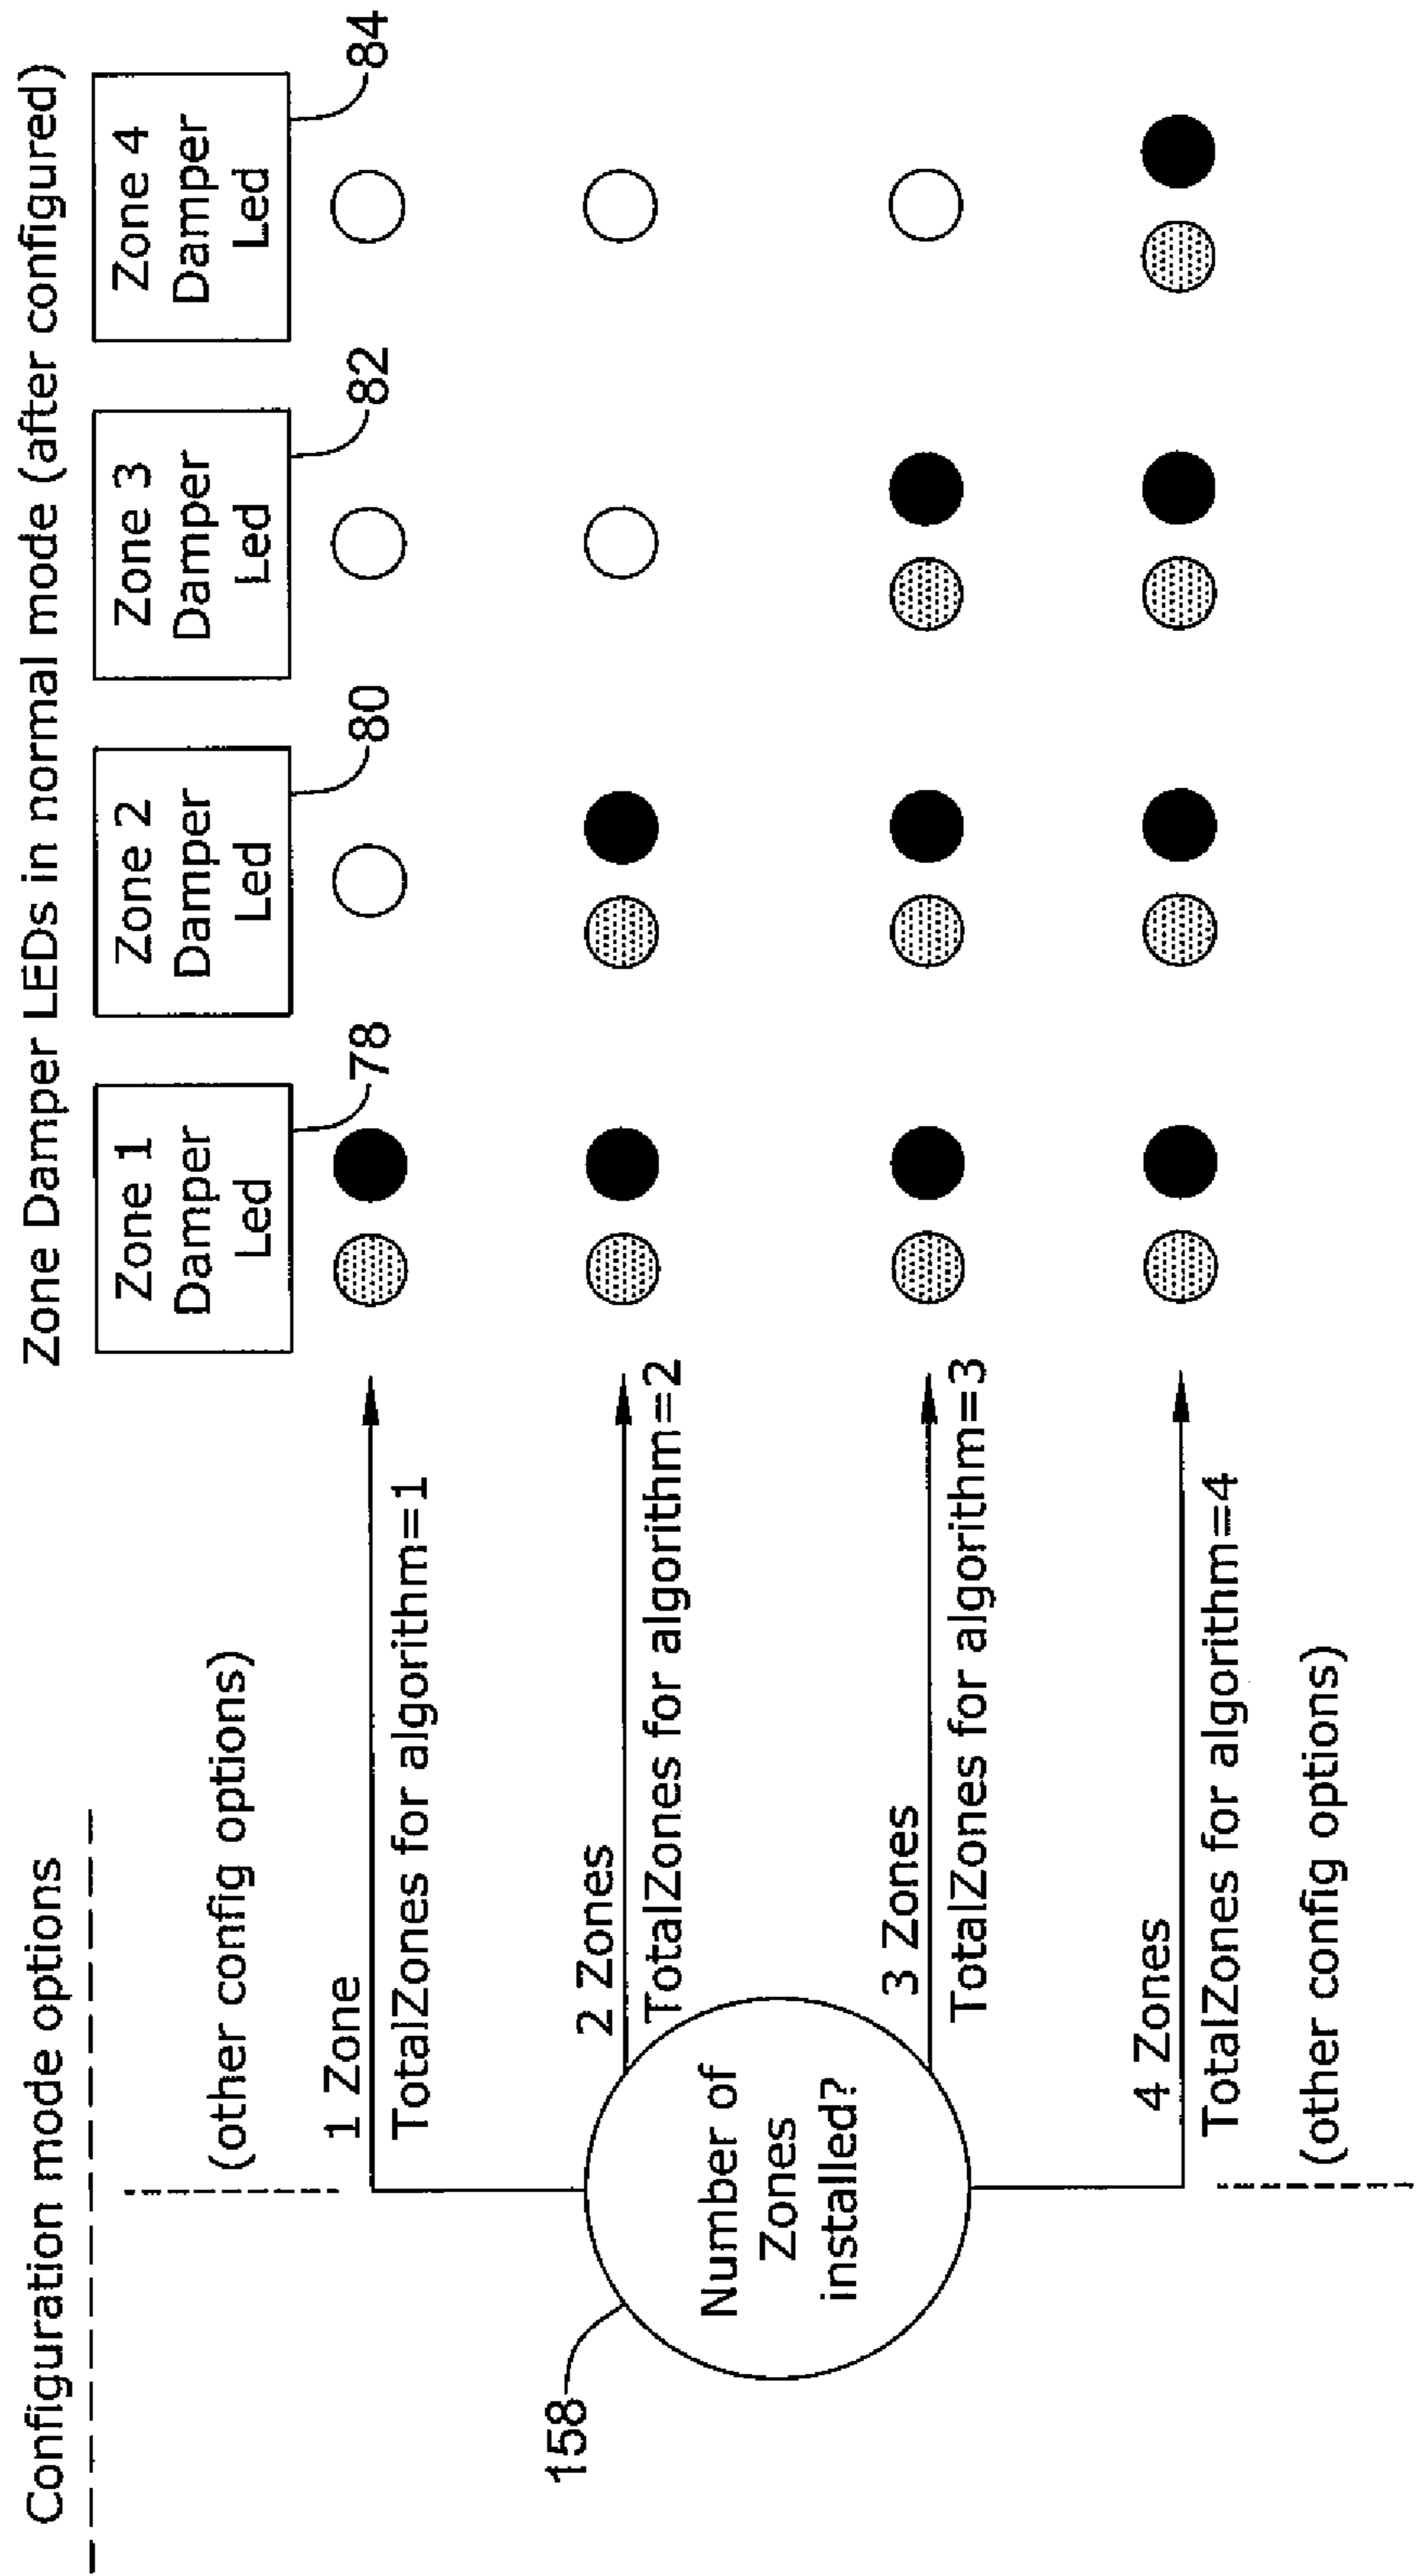 Configuration mode options
Zone Damper LEDs in normal mode (after configured)
Zone 1
Damper
Led
78
Zone 2
Damper
Led
80
Zone 3
Damper
Led
82
Zone 4
Damper
Led
84
(other config options)
1 Zone
TotalZones for algorithm=1
2 Zones
TotalZones for algorithm=2
158
Number of
Zones
installed?
3 Zones
TotalZones for algorithm=3
4 Zones
TotalZones for algorithm=4
(other config options)